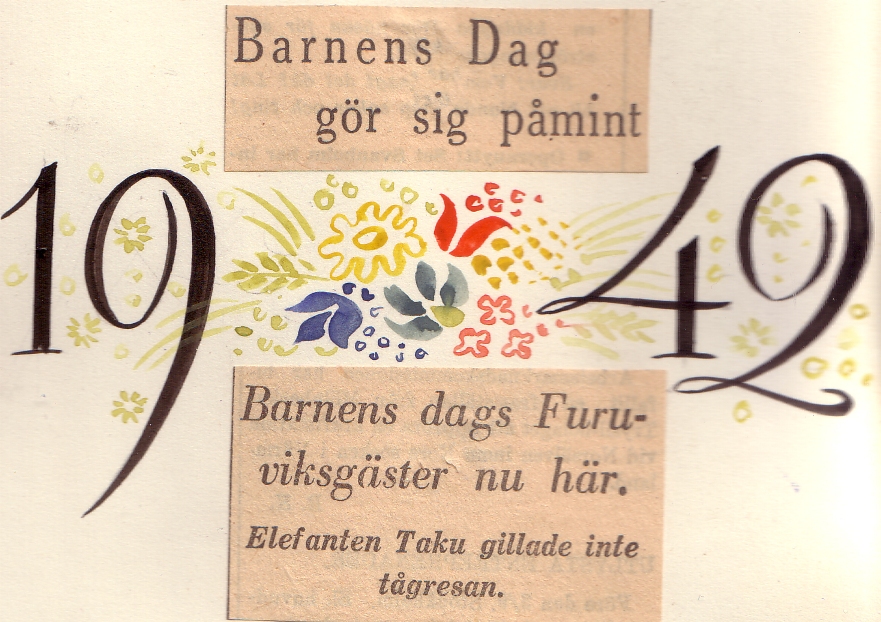 Barnens Dag
gör sig påmint
1942
Barnens dags Furu-
viksgäster nu här.
Elefanten Taku gillade inte
tågresan.